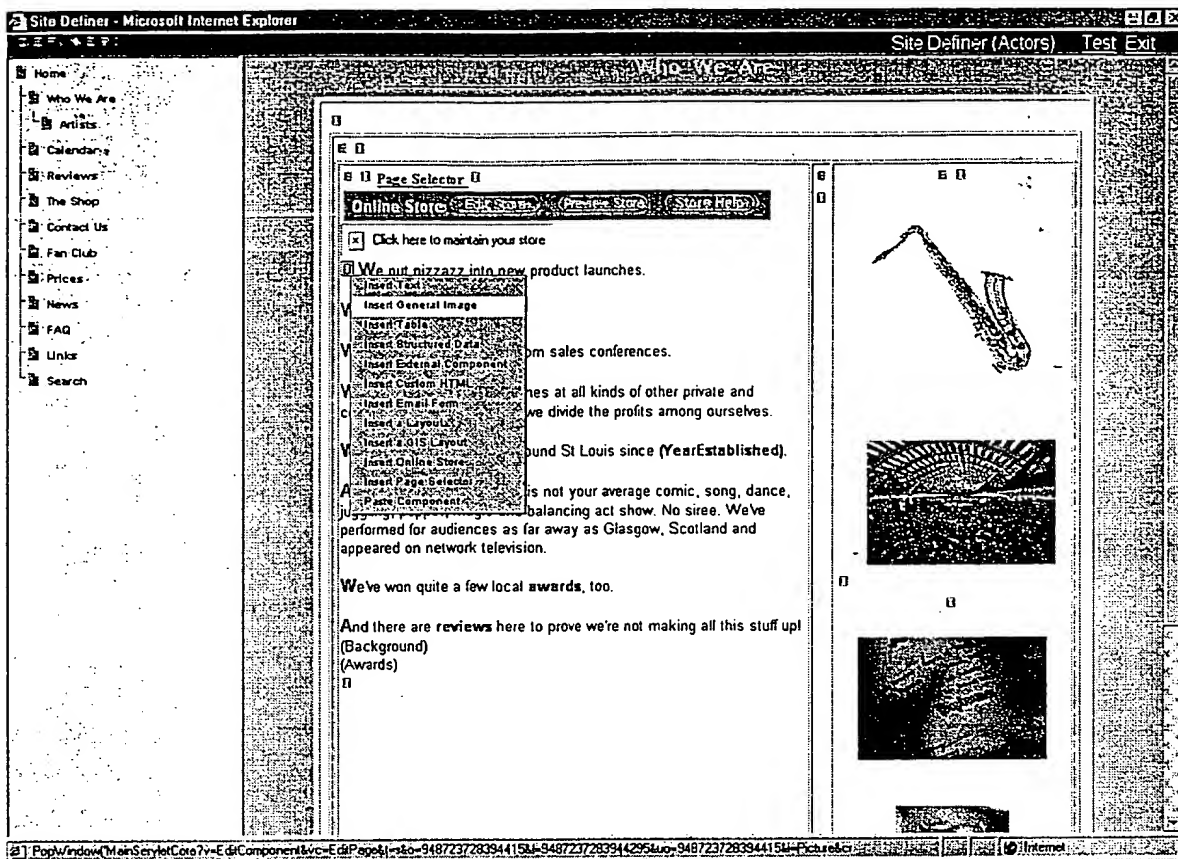 Site Definer - Microsoft Internet Explorer
Site Definer (Actors) Test Exit
Home
Who We Are
Artists
Calendar
Reviews
The Shop
Contact Us
Fan Club
Prices
News
FAQ
Links
Search
Who We Are
Page Selector
Online Store Edit Store Preview Store (Store Help)
Click here to maintain your store
We put pizzazz into new product launches.
Insert Text
Insert General Image
Insert Table
Insert Structured Data
Insert External Component
Insert Custom HTML
Insert Email Form
Insert a Layout
Insert a GIS Layout
Insert Online Store
Insert Page Selector
Paste Component
om sales conferences.
hes at all kinds of other private and
we divide the profits among ourselves.
ound St Louis since (YearEstablished).
is not your average comic, song, dance,
balancing act show. No siree. We've
performed for audiences as far away as Glasgow, Scotland and
appeared on network television.
We've won quite a few local awards, too.
And there are reviews here to prove we're not making all this stuff up!
(Background)
(Awards)
Internet